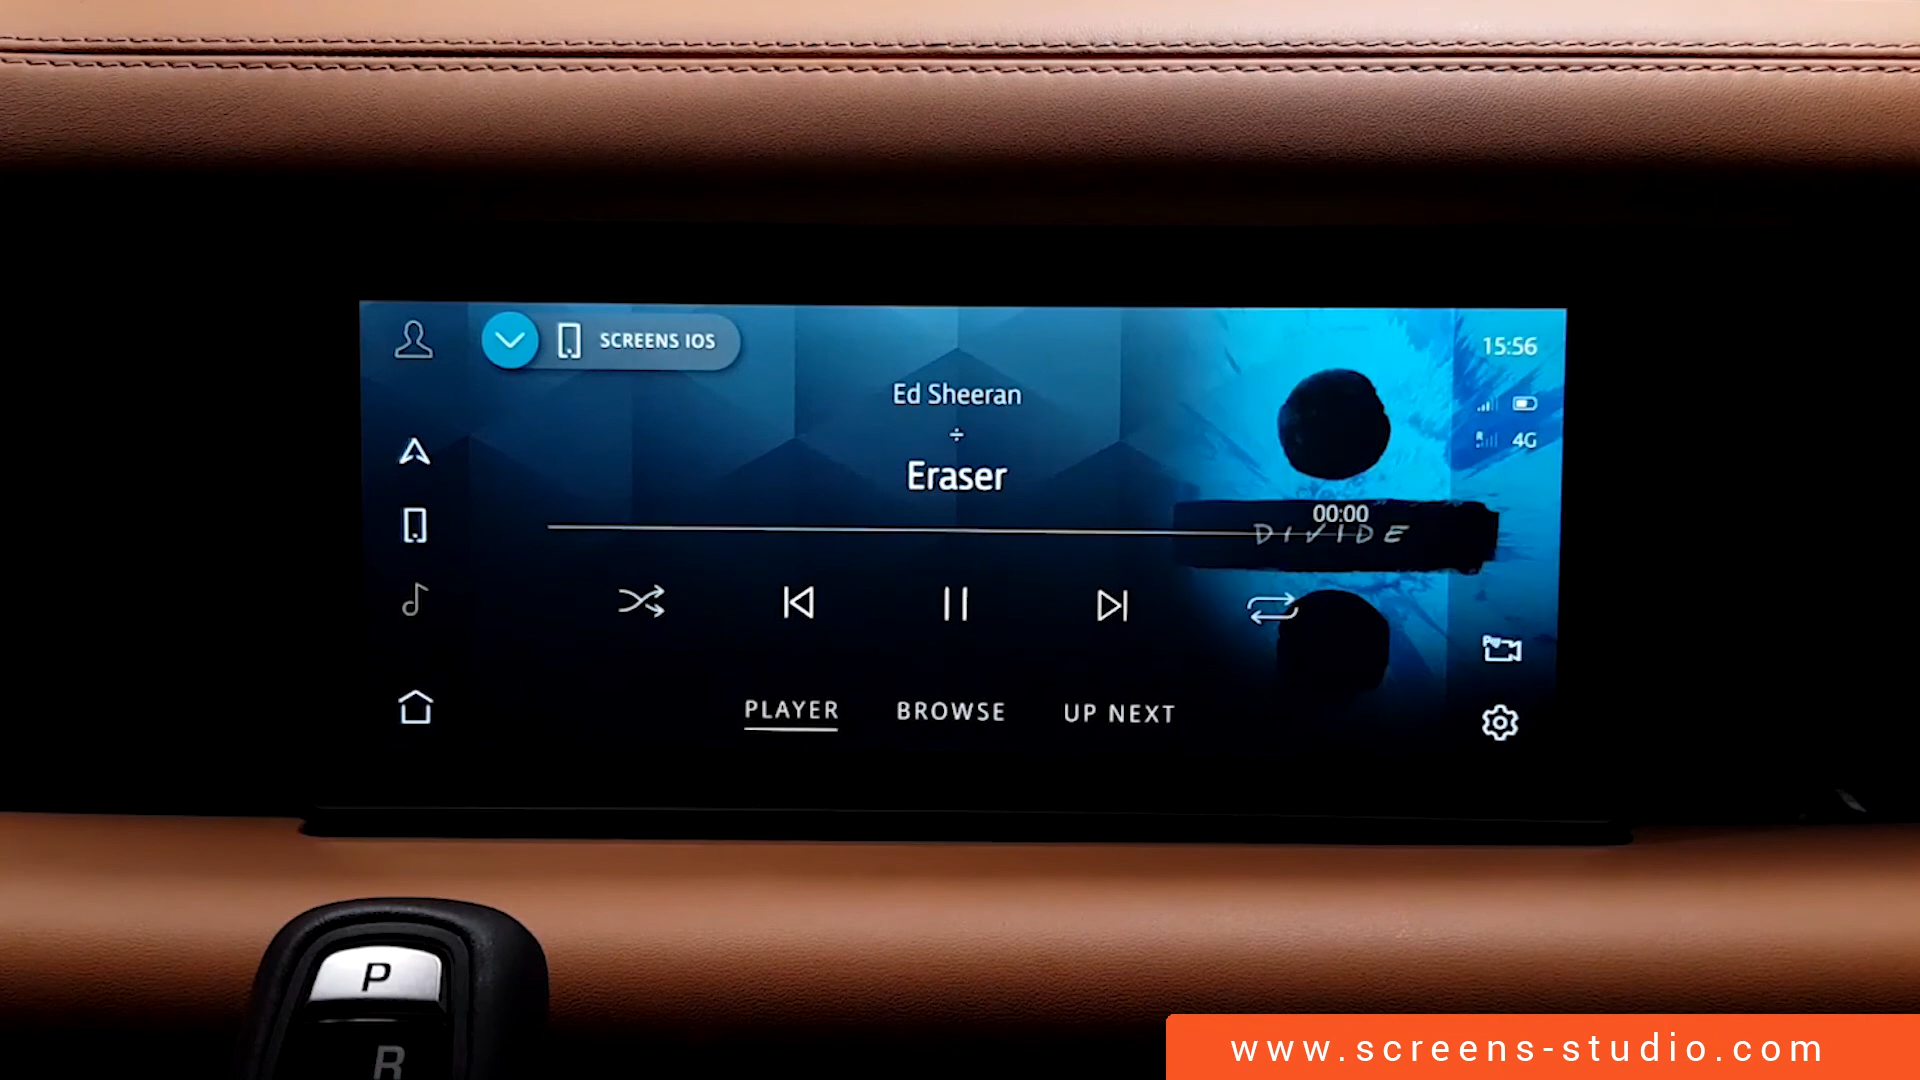 SCREENS IOS
15:56
Ed Sheeran
÷
4G
R
Eraser
00:00
DIVIDE
PLAYER
BROWSE
UP NEXT
P
R
www.screens-studio.com